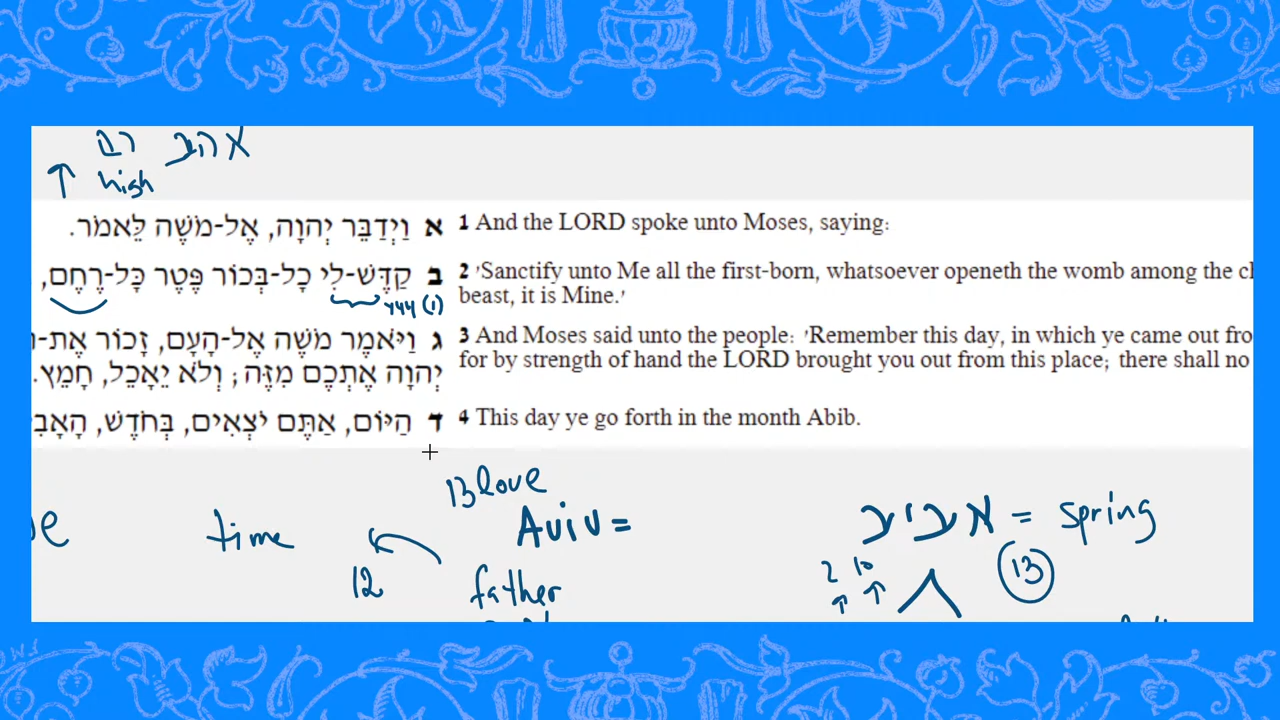 רם אהב
high
א וַיְדַבֵּר יְהוָה, אֶל-מֹשֶׁה לֵּאמֹר.
1 And the LORD spoke unto Moses, saying:
ב קַדֶּשׁ-לִי כָל-בְּכוֹר פֶּטֶר כָּל-רֶחֶם,
2 'Sanctify unto Me all the first-born, whatsoever openeth the womb among the
beast, it is Mine.'
(1)
ג וַיֹּאמֶר מֹשֶׁה אֶל-הָעָם, זָכוֹר אֶת-
יְהוָה אֶתְכֶם מִזֶּה; וְלֹא יֵאָכֵל, חָמֵץ.
3 And Moses said unto the people: 'Remember this day, in which ye came out
for by strength of hand the LORD brought you out from this place; there shall no
ד הַיּוֹם, אַתֶּם יֹצְאִים, בְּחֹדֶשׁ,
4 This day ye go forth in the month Abib.
13 love
time
Aviv =
אביב = spring
12
father
2 10
13